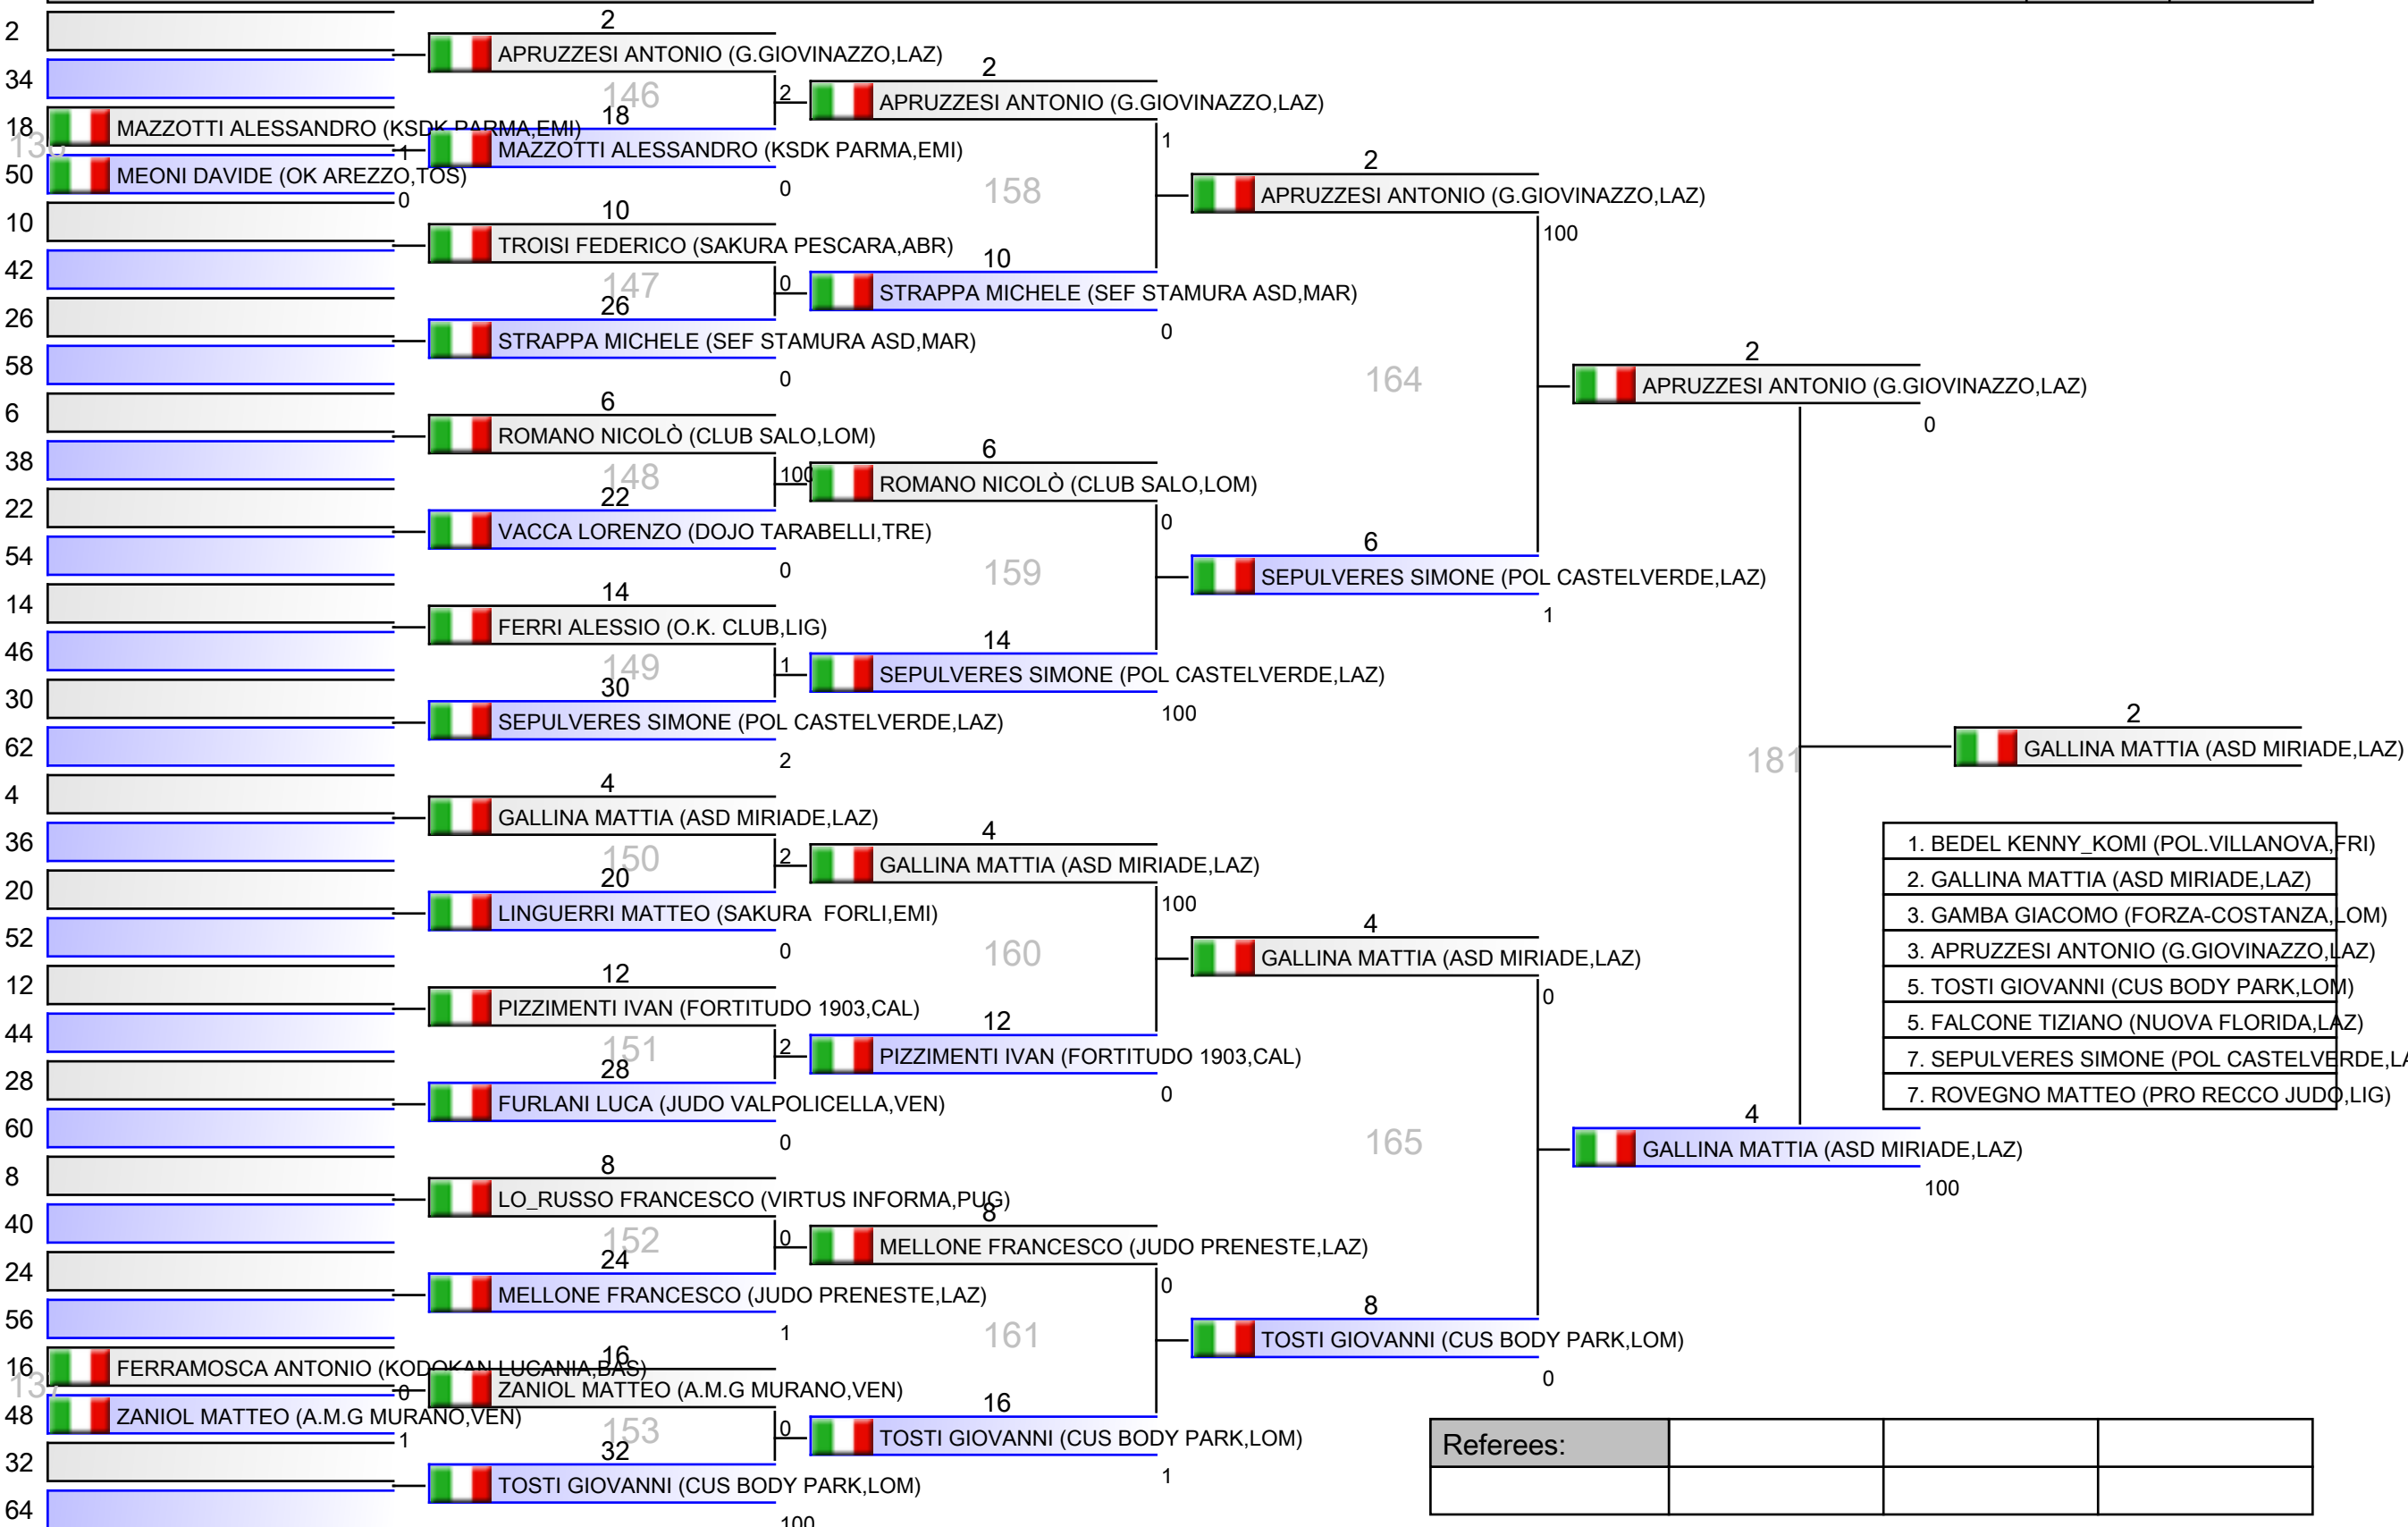 2
34
18
50
10
42
26
58
6
38
22
54
14
46
30
62
4
36
20
52
12
44
28
60
8
40
24
56
16
48
32
64
MAZZOTTI ALESSANDRO (KSDK PARMA,EMI)
1
MEONI DAVIDE (OK AREZZO,TOS)
0
FERRAMOSCA ANTONIO (KODOKAN LUCANIA,BAS)
0
137
ZANIOL MATTEO (A.M.G MURANO,VEN)
1
2
APRUZZESI ANTONIO (G.GIOVINAZZO,LAZ)
146
2
18
MAZZOTTI ALESSANDRO (KSDK PARMA,EMI)
0
10
TROISI FEDERICO (SAKURA PESCARA,ABR)
147
0
26
STRAPPA MICHELE (SEF STAMURA ASD,MAR)
0
6
ROMANO NICOLÒ (CLUB SALO,LOM)
148
100
22
VACCA LORENZO (DOJO TARABELLI,TRE)
0
14
FERRI ALESSIO (O.K. CLUB,LIG)
149
1
30
SEPULVERES SIMONE (POL CASTELVERDE,LAZ)
2
4
GALLINA MATTIA (ASD MIRIADE,LAZ)
150
2
20
LINGUERRI MATTEO (SAKURA  FORLI,EMI)
0
12
PIZZIMENTI IVAN (FORTITUDO 1903,CAL)
151
2
28
FURLANI LUCA (JUDO VALPOLICELLA,VEN)
0
8
LO_RUSSO FRANCESCO (VIRTUS INFORMA,PUG)
152
0
24
MELLONE FRANCESCO (JUDO PRENESTE,LAZ)
1
16
ZANIOL MATTEO (A.M.G MURANO,VEN)
153
0
32
TOSTI GIOVANNI (CUS BODY PARK,LOM)
100
2
APRUZZESI ANTONIO (G.GIOVINAZZO,LAZ)
1
158
10
STRAPPA MICHELE (SEF STAMURA ASD,MAR)
0
6
ROMANO NICOLÒ (CLUB SALO,LOM)
0
159
14
SEPULVERES SIMONE (POL CASTELVERDE,LAZ)
100
4
GALLINA MATTIA (ASD MIRIADE,LAZ)
100
160
12
PIZZIMENTI IVAN (FORTITUDO 1903,CAL)
0
8
MELLONE FRANCESCO (JUDO PRENESTE,LAZ)
0
161
16
TOSTI GIOVANNI (CUS BODY PARK,LOM)
1
2
APRUZZESI ANTONIO (G.GIOVINAZZO,LAZ)
100
164
6
SEPULVERES SIMONE (POL CASTELVERDE,LAZ)
1
4
GALLINA MATTIA (ASD MIRIADE,LAZ)
0
165
8
TOSTI GIOVANNI (CUS BODY PARK,LOM)
0
2
APRUZZESI ANTONIO (G.GIOVINAZZO,LAZ)
0
181
4
GALLINA MATTIA (ASD MIRIADE,LAZ)
100
2
GALLINA MATTIA (ASD MIRIADE,LAZ)
1. BEDEL KENNY_KOMI (POL.VILLANOVA,FRI)
2. GALLINA MATTIA (ASD MIRIADE,LAZ)
3. GAMBA GIACOMO (FORZA-COSTANZA,LOM)
3. APRUZZESI ANTONIO (G.GIOVINAZZO,LAZ)
5. TOSTI GIOVANNI (CUS BODY PARK,LOM)
5. FALCONE TIZIANO (NUOVA FLORIDA,LAZ)
7. SEPULVERES SIMONE (POL CASTELVERDE,LA
7. ROVEGNO MATTEO (PRO RECCO JUDO,LIG)
Referees: